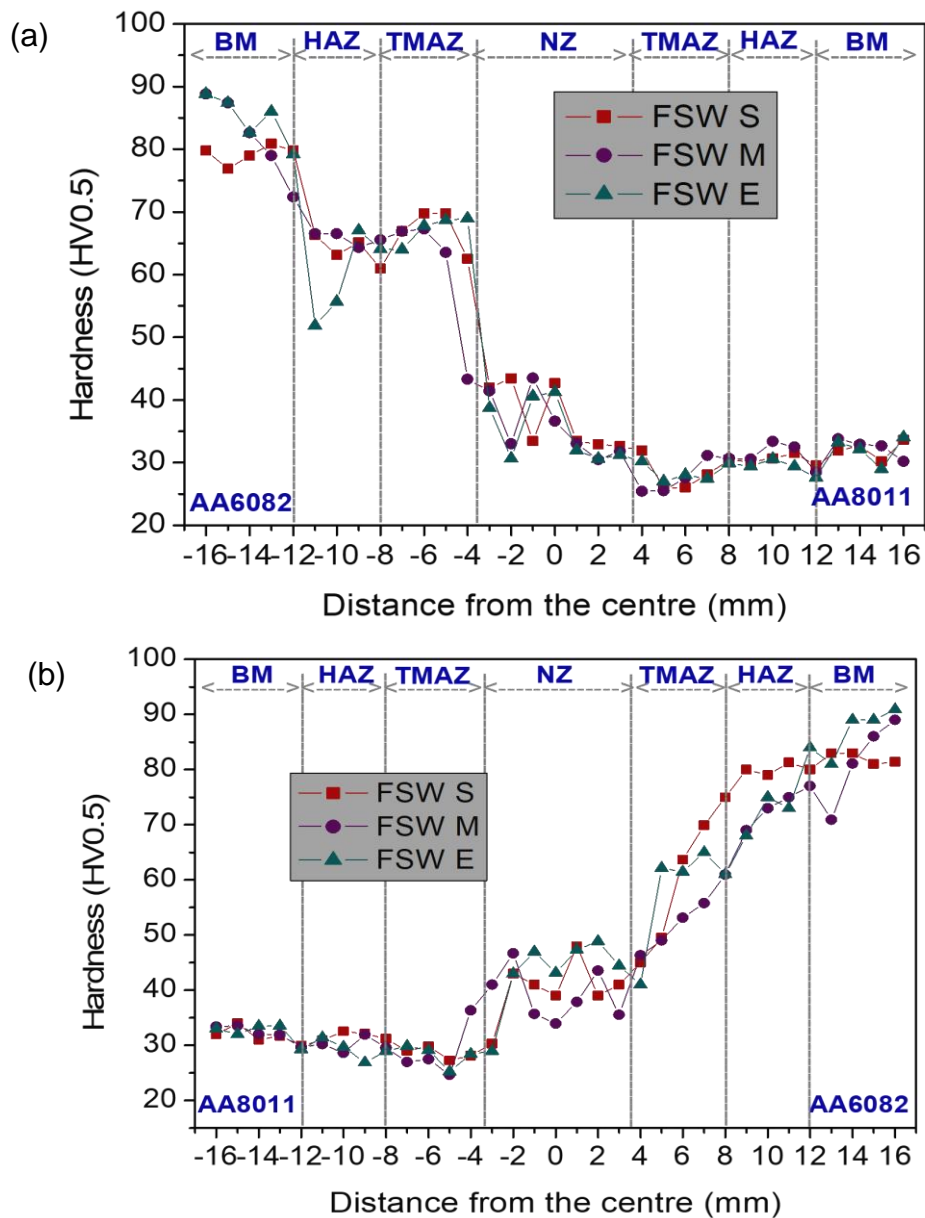 (a)
BM HAZ TMAZ NZ TMAZ HAZ BM
100
90
80
70
60
50
40
30
20
Hardness (HV0.5)
FSW S
FSW M
FSW E
AA6082 AA8011
-16 -14 -12 -10 -8 -6 -4 -2 0 2 4 6 8 10 12 14 16
Distance from the centre (mm)
(b)
BM HAZ TMAZ NZ TMAZ HAZ BM
100
90
80
70
60
50
40
30
20
Hardness (HV0.5)
FSW S
FSW M
FSW E
AA8011 AA6082
-16 -14 -12 -10 -8 -6 -4 -2 0 2 4 6 8 10 12 14 16
Distance from the centre (mm)